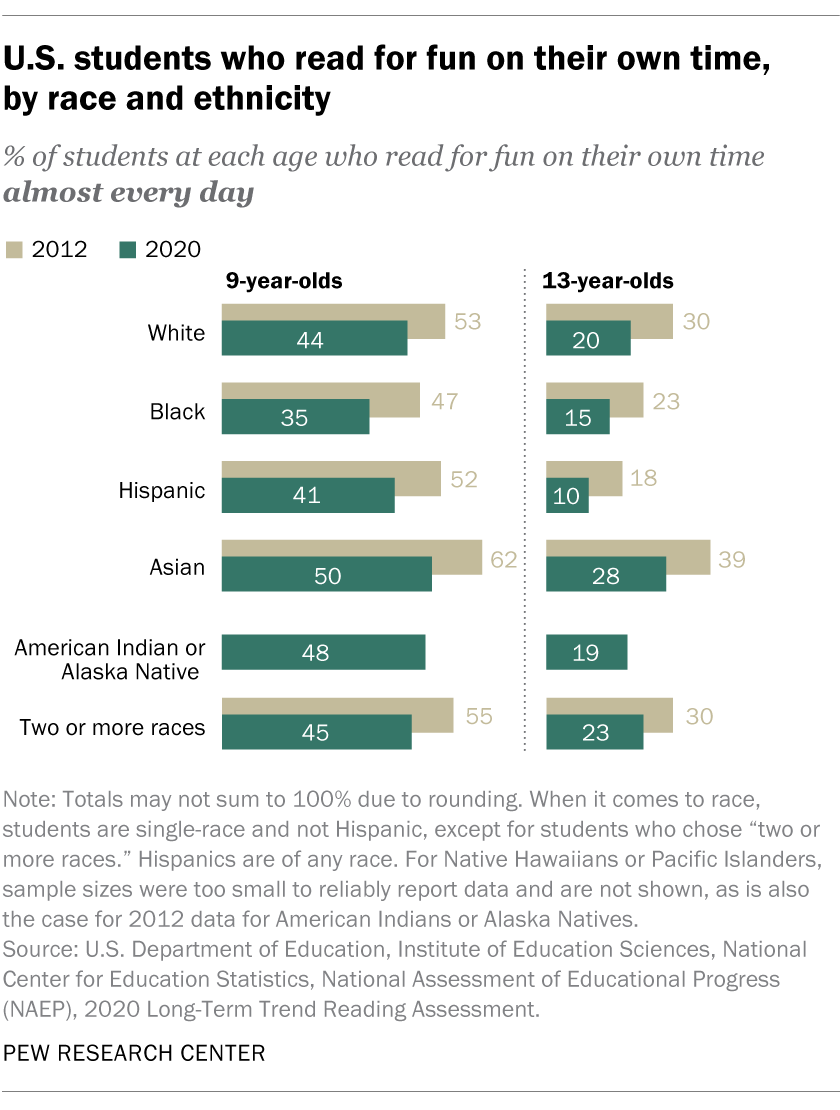 U.S. students who read for fun on their own time,
by race and ethnicity
% of students at each age who read for fun on their own time
almost every day
2012 2020
9-year-olds 13-year-olds
White 44 53 20 30
Black 35 47 15 23
Hispanic 41 52 10 18
Asian 50 62 28 39
American Indian or
Alaska Native 48 19
Two or more races 45 55 23 30
Note: Totals may not sum to 100% due to rounding. When it comes to race,
students are single-race and not Hispanic, except for students who chose “two or
more races.” Hispanics are of any race. For Native Hawaiians or Pacific Islanders,
sample sizes were too small to reliably report data and are not shown, as is also
the case for 2012 data for American Indians or Alaska Natives.
Source: U.S. Department of Education, Institute of Education Sciences, National
Center for Education Statistics, National Assessment of Educational Progress
(NAEP), 2020 Long-Term Trend Reading Assessment.
PEW RESEARCH CENTER